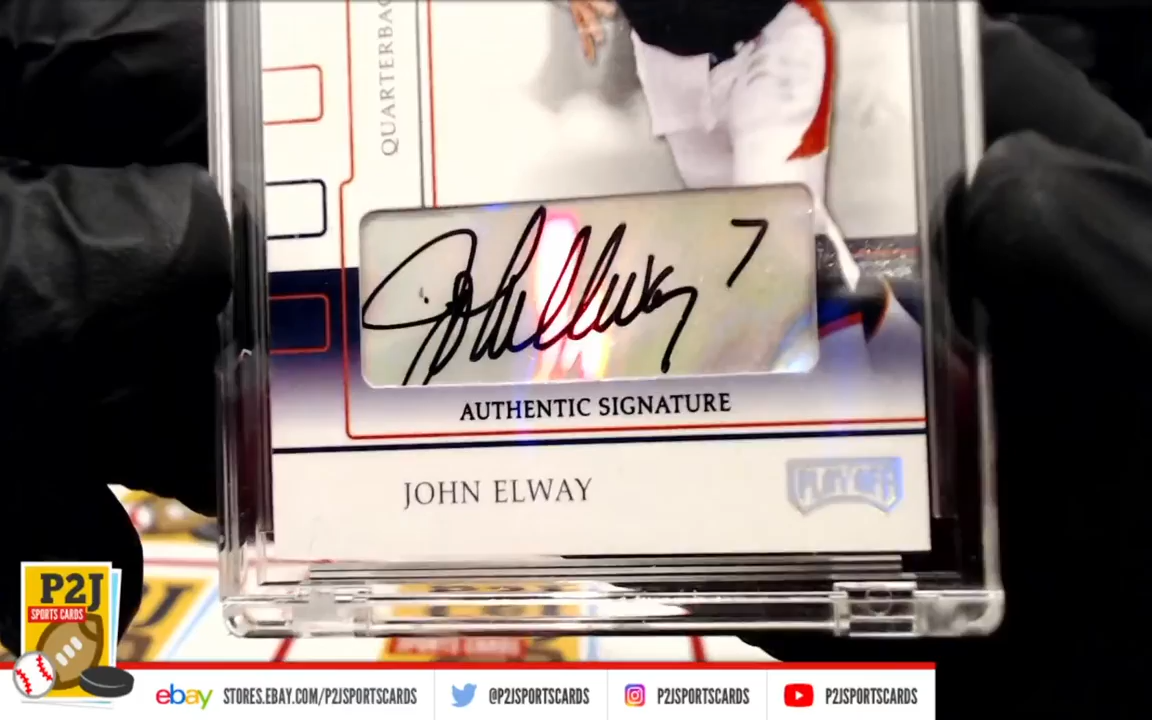 QUARTERBAC
John Elway 7
AUTHENTIC SIGNATURE
JOHN ELWAY
PLAYOFF
P2J
SPORTS CARDS
ebay STORES.EBAY.COM/P2JSPORTSCARDS
@P2JSPORTSCARDS
P2JSPORTSCARDS
P2JSPORTSCARDS